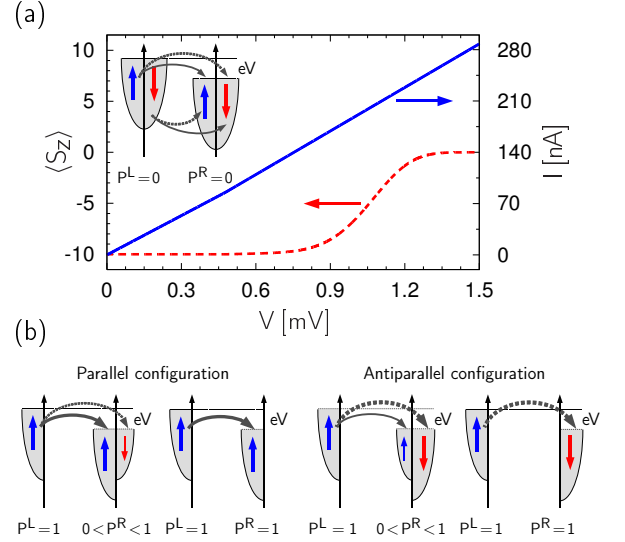 (a)
10
5
0
-5
-10
⟨Sz⟩
280
210
140
70
0
I [nA]
eV
P^L=0 P^R=0
0 0.3 0.6 0.9 1.2 1.5
V [mV]
(b)
Parallel configuration Antiparallel configuration
eV eV eV eV
P^L=1 0<P^R<1 P^L=1 P^R=1 P^L=1 0<P^R<1 P^L=1 P^R=1